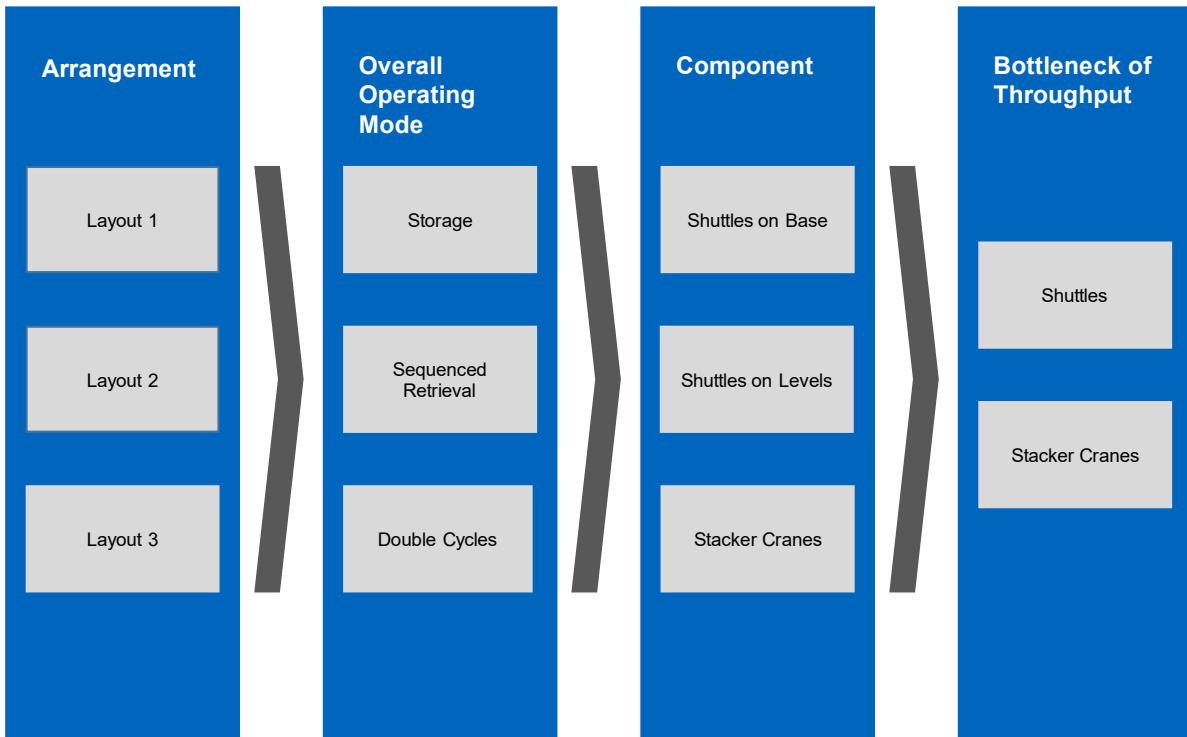 Arrangement
Layout 1
Layout 2
Layout 3
Overall
Operating
Mode
Storage
Sequenced
Retrieval
Double Cycles
Component
Shuttles on Base
Shuttles on Levels
Stacker Cranes
Bottleneck of
Throughput
Shuttles
Stacker Cranes